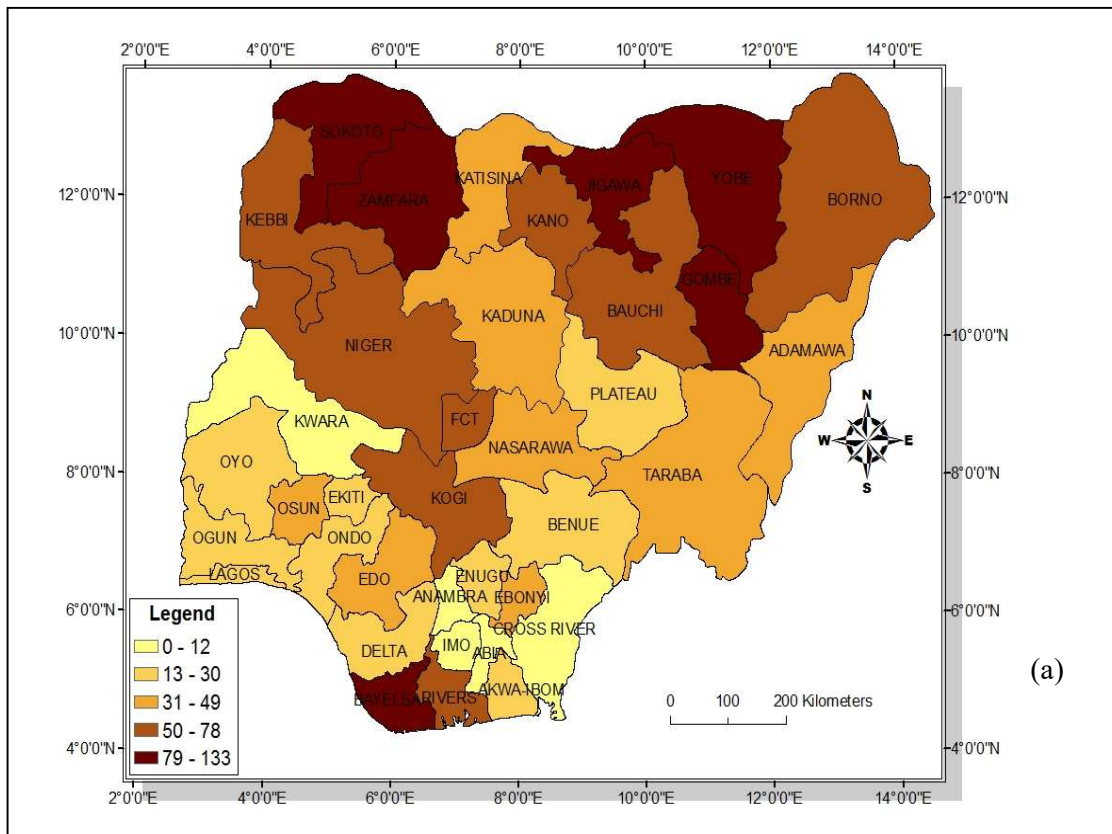 2°0'0"E 4°0'0"E 6°0'0"E 8°0'0"E 10°0'0"E 12°0'0"E 14°0'0"E
SOKOTO
ZAMFARA
KATISINA
JIGAWA
YOBE
12°0'0"N
KEBBI
KANO
BORNO
12°0'0"N
GOMBE
BAUCHI
KADUNA
10°0'0"N
NIGER
ADAMAWA
10°0'0"N
PLATEAU
N
KWARA
FCT
W E
NASARAWA
S
8°0'0"N
OYO
TARABA
8°0'0"N
EKITI
OSUN
KOGI
BENUE
OGUN
ONDO
LAGOS
EDO
ENUGU
ANAMBRA
EBONYI
6°0'0"N
6°0'0"N
Legend
0 - 12
13 - 30
31 - 49
50 - 78
79 - 133
CROSS RIVER
DELTA
IMO
ABIA
(a)
BAYELSA
RIVERS
AKWA-IBOM
0 100 200 Kilometers
4°0'0"N
4°0'0"N
2°0'0"E 4°0'0"E 6°0'0"E 8°0'0"E 10°0'0"E 12°0'0"E 14°0'0"E